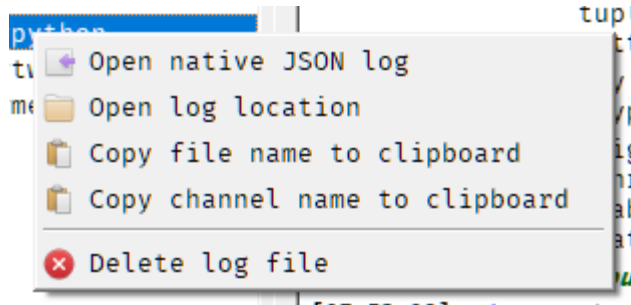 python
Open native JSON log
Open log location
Copy file name to clipboard
Copy channel name to clipboard
Delete log file